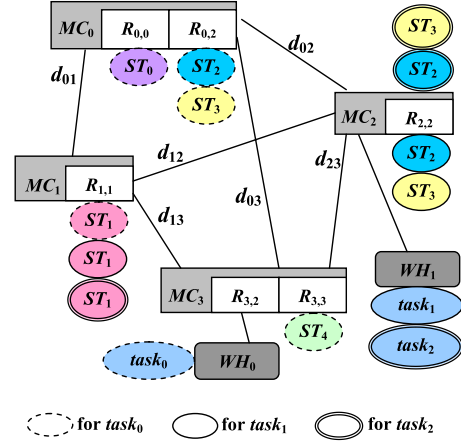 MC0 R0,0 R0,2
ST0 ST2
ST3
d01
d02
ST3
ST2
MC2 R2,2
ST2
ST3
d12
d23
d03
MC1 R1,1
ST1
ST1
ST1
d13
MC3 R3,2 R3,3
ST4
WH1
task1
task2
task0 WH0
for task0 for task1 for task2